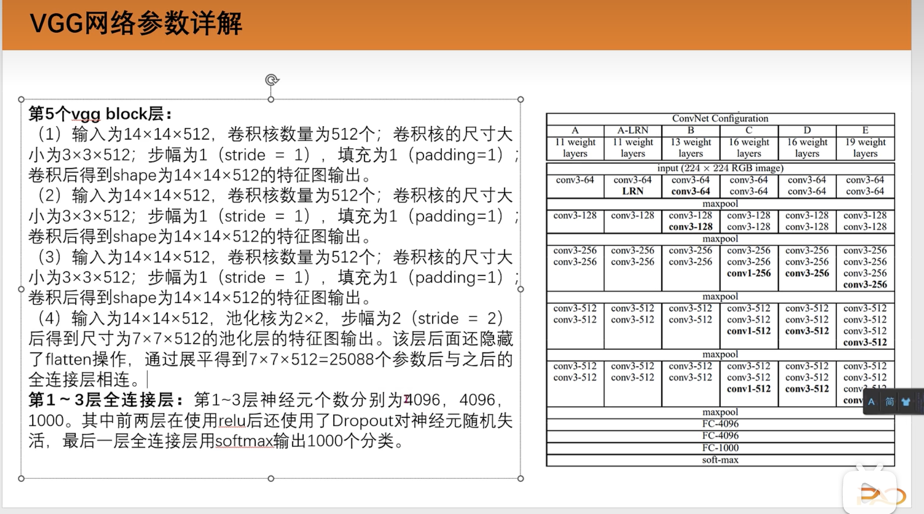 VGG网络参数详解
第5个vgg block层：
（1）输入为14×14×512，卷积核数量为512个；卷积核的尺寸大
小为3×3×512；步幅为1（stride = 1），填充为1（padding=1）；
卷积后得到shape为14×14×512的特征图输出。
（2）输入为14×14×512，卷积核数量为512个；卷积核的尺寸大
小为3×3×512；步幅为1（stride = 1），填充为1（padding=1）；
卷积后得到shape为14×14×512的特征图输出。
（3）输入为14×14×512，卷积核数量为512个；卷积核的尺寸大
小为3×3×512；步幅为1（stride = 1），填充为1（padding=1）；
卷积后得到shape为14×14×512的特征图输出。
（4）输入为14×14×512，池化核为2×2，步幅为2（stride = 2）
后得到尺寸为7×7×512的池化层的特征图输出。该层后面还隐藏
了flatten操作，通过展平得到7×7×512=25088个参数后与之后的
全连接层相连。
第1~3层全连接层：第1~3层神经元个数分别为4096，4096，
1000。其中前两层在使用relu后还使用了Dropout对神经元随机失
活，最后一层全连接层用softmax输出1000个分类。
ConvNet Configuration
A A-LRN B C D E
11 weight 11 weight 13 weight 16 weight 16 weight 19 weight
layers layers layers layers layers layers
input (224 × 224 RGB image)
conv3-64 conv3-64 conv3-64 conv3-64 conv3-64 conv3-64
LRN conv3-64 conv3-64 conv3-64 conv3-64
maxpool
conv3-128 conv3-128 conv3-128 conv3-128 conv3-128 conv3-128
conv3-128 conv3-128 conv3-128 conv3-128
maxpool
conv3-256 conv3-256 conv3-256 conv3-256 conv3-256 conv3-256
conv3-256 conv3-256 conv3-256 conv3-256 conv3-256 conv3-256
conv1-256 conv3-256 conv3-256
conv3-256
maxpool
conv3-512 conv3-512 conv3-512 conv3-512 conv3-512 conv3-512
conv3-512 conv3-512 conv3-512 conv3-512 conv3-512 conv3-512
conv1-512 conv3-512 conv3-512
conv3-512
maxpool
conv3-512 conv3-512 conv3-512 conv3-512 conv3-512 conv3-512
conv3-512 conv3-512 conv3-512 conv3-512 conv3-512 conv3-512
conv1-512 conv3-512
maxpool
FC-4096
FC-4096
FC-1000
soft-max
A 简